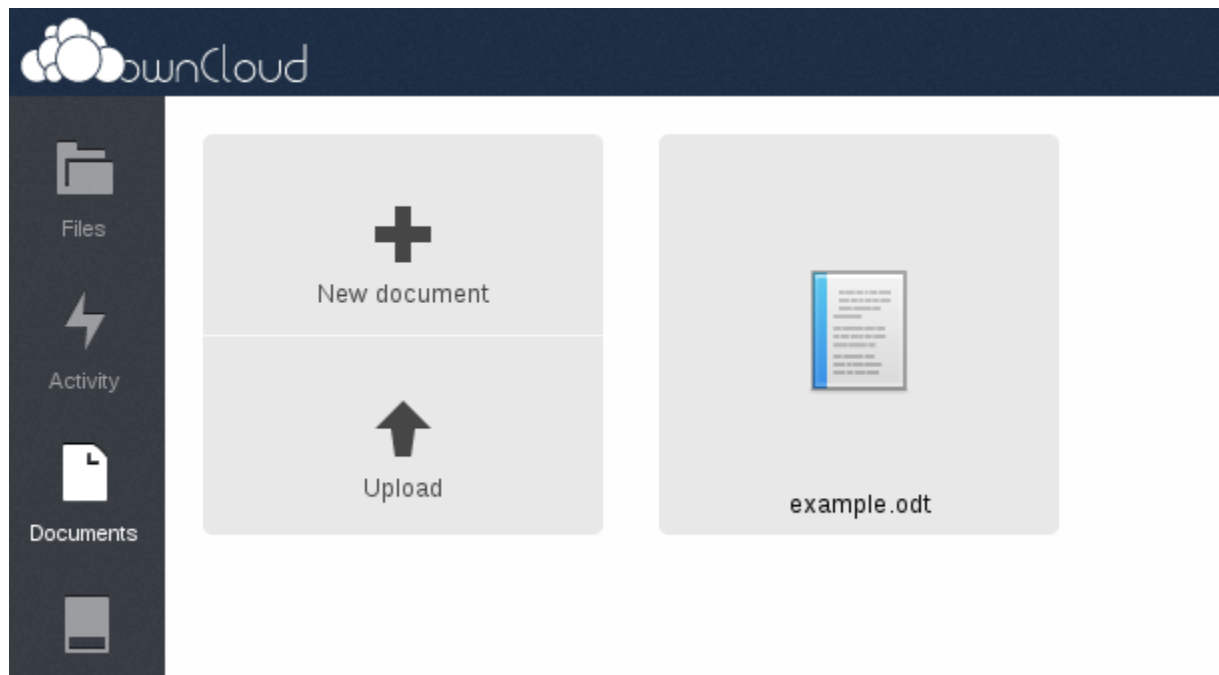 ownCloud
Files
New document
Activity
Upload
example.odt
Documents